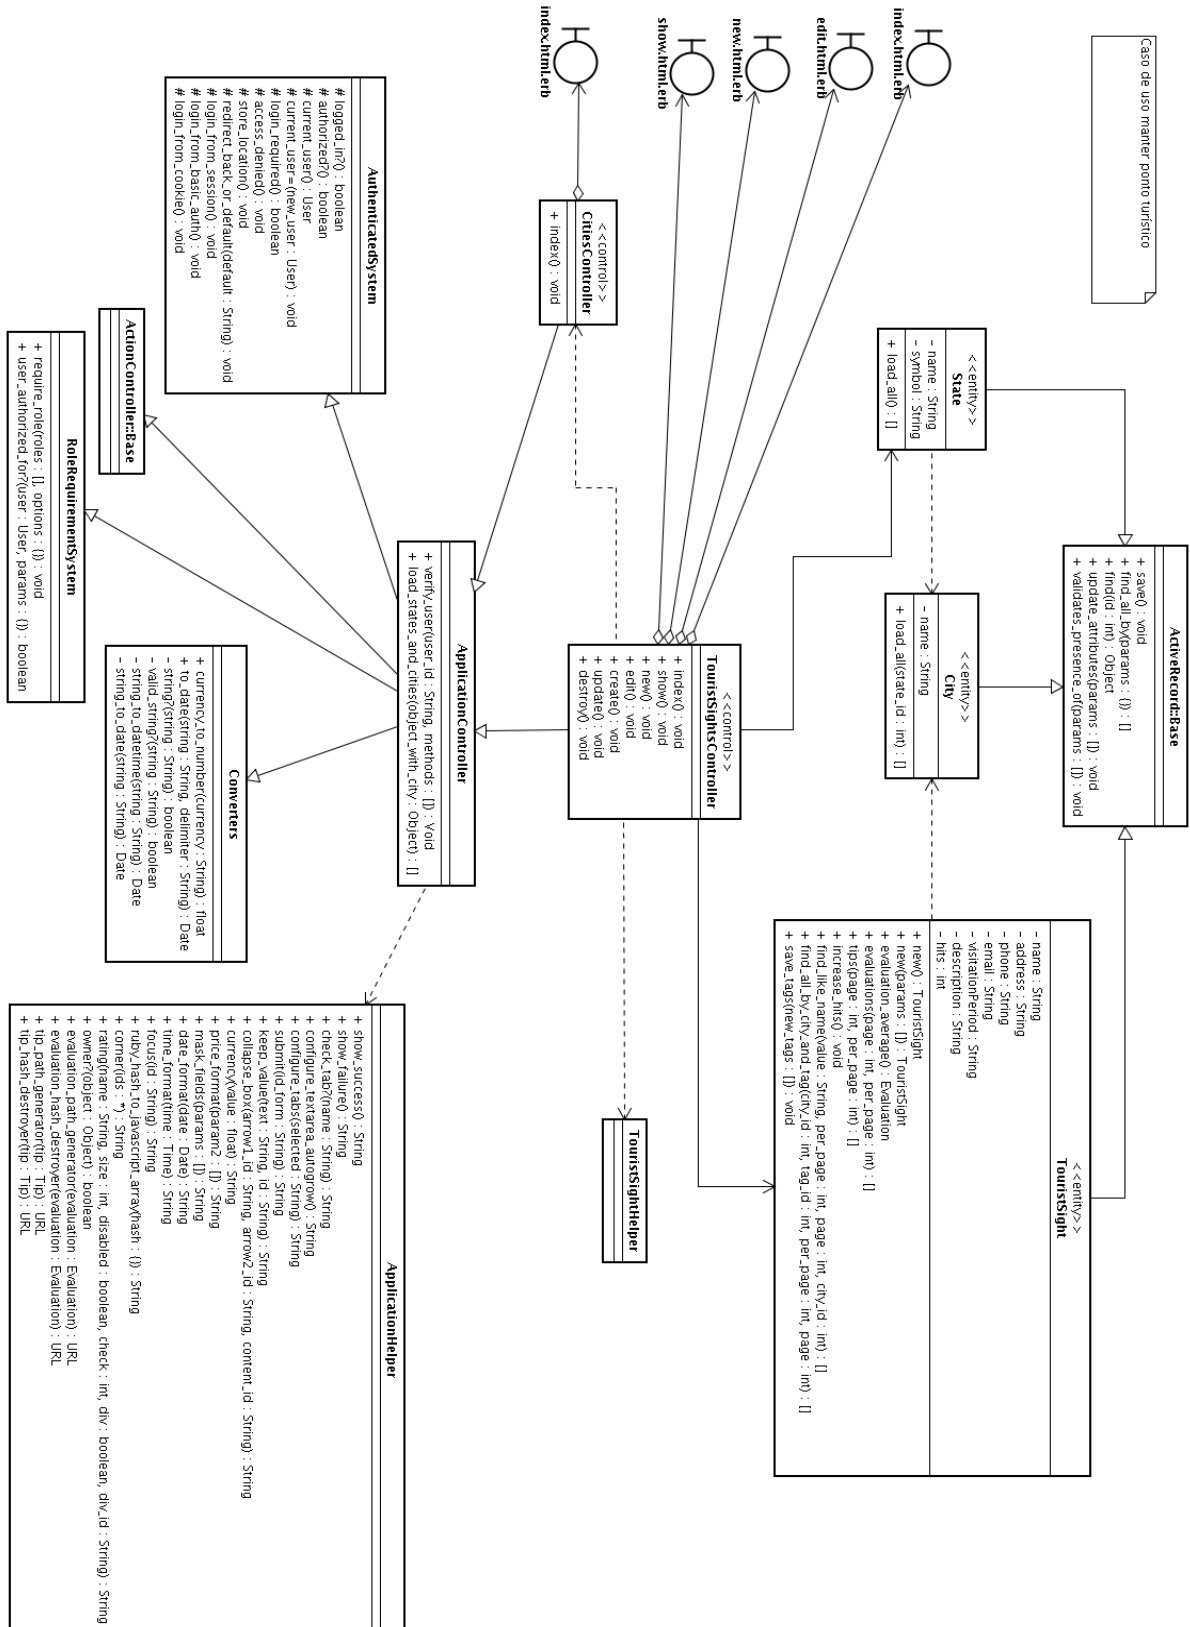 Caso de uso manter ponto turístico
index.html.erb
edit.html.erb
new.html.erb
show.html.erb
index.html.erb
ActiveRecord::Base
+ save() : void
+ find_all_by(params : {}) : []
+ find(id : int) : Object
+ update_attributes(params : []) : void
+ validates_presence_of(params : []) : void
<<entity>>
State
- name : String
- symbol : String
+ load_all() : []
<<entity>>
City
- name : String
+ load_all(state_id : int) : []
<<entity>>
TouristSight
- name : String
- address : String
- phone : String
- email : String
- visitationPeriod : String
- description : String
- hits : int
+ new() : TouristSight
+ new(params : []) : TouristSight
+ evaluation_average() : Evaluation
+ evaluations(page : int, per_page : int) : []
+ tips(page : int, per_page : int) : []
+ increase_hits() : void
+ find_like_name(value : String, per_page : int, page : int, city_id : int) : []
+ find_all_by_city_and_tag(city_id : int, tag_id : int, per_page : int, page : int) : []
+ save_tags(new_tags : []) : void
<<control>>
CitiesController
+ index() : void
<<control>>
TouristSightsController
+ index() : void
+ show() : void
+ new() : void
+ edit() : void
+ create() : void
+ update() : void
+ destroy() : void
TouristSightHelper
AuthenticatedSystem
# logged_in?() : boolean
# authorized?() : boolean
# current_user() : User
# current_user=(new_user : User) : void
# login_required() : boolean
# access_denied() : void
# store_location() : void
# redirect_back_or_default(default : String) : void
# login_from_session() : void
# login_from_basic_auth() : void
# login_from_cookie() : void
ApplicationController
+ verify_user(user_id : String, methods : []) : Void
+ load_states_and_cities(object_with_city : Object) : []
ActionController::Base
RoleRequirementSystem
+ require_role(roles : [], options : {}) : void
+ user_authorized_for?(user : User, params : {}) : boolean
Converters
+ currency_to_number(currency : String) : float
+ to_date(string : String, delimiter : String) : Date
- string?(string : String) : boolean
- valid_string?(string : String) : boolean
- string_to_datetime(string : String) : Date
- string_to_date(string : String) : Date
ApplicationHelper
+ show_success() : String
+ show_failure() : String
+ check_tab?(name : String) : String
+ configure_textarea_autogrow() : String
+ configure_tabs(selected : String) : String
+ submit(id_form : String) : String
+ keep_value(text : String, id : String) : String
+ collapse_box(arrow1_id : String, arrow2_id : String, content_id : String) : String
+ currency(value : float) : String
+ price_format(param2 : []) : String
+ mask_fields(params : []) : String
+ date_format(date : Date) : String
+ time_format(time : Time) : String
+ focus(id : String) : String
+ ruby_hash_to_javascript_array(hash : {}) : String
+ corner(ids : *) : String
+ rating(name : String, size : int, disabled : boolean, check : int, div : boolean, div_id : String) : String
+ owner?(object : Object) : boolean
+ evaluation_path_generator(evaluation : Evaluation) : URL
+ evaluation_hash_destroyer(evaluation : Evaluation) : URL
+ tip_path_generator(tip : Tip) : URL
+ tip_hash_destroyer(tip : Tip) : URL